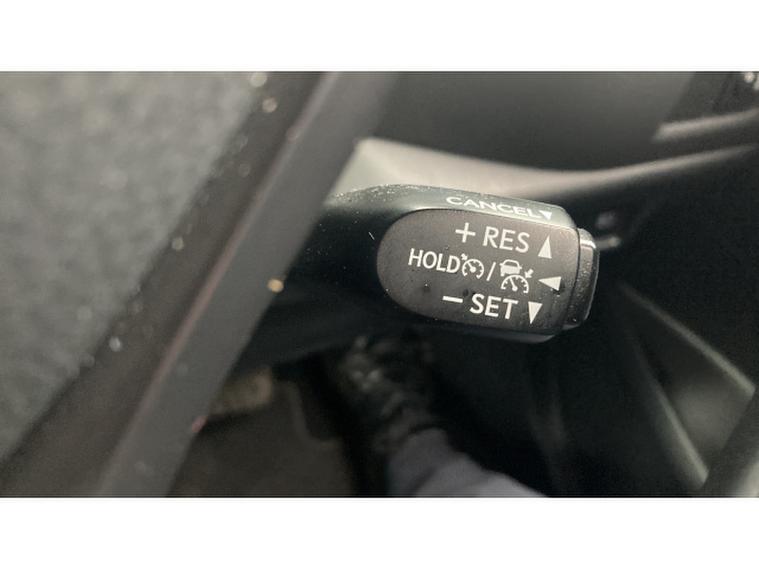 CANCEL▼
+ RES ▲
HOLD / ◀
− SET ▼